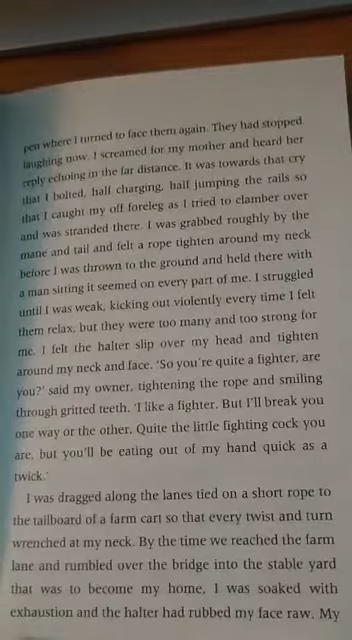 pen where I turned to face them again. They had stopped
laughing now. I screamed for my mother and heard her
reply echoing in the far distance. It was towards that cry
that I bolted, half charging, half jumping the rails so
that I caught my off foreleg as I tried to clamber over
and was stranded there. I was grabbed roughly by the
mane and tail and felt a rope tighten around my neck
before I was thrown to the ground and held there with
a man sitting it seemed on every part of me. I struggled
until I was weak, kicking out violently every time I felt
them relax, but they were too many and too strong for
me. I felt the halter slip over my head and tighten
around my neck and face. 'So you're quite a fighter, are
you?' said my owner, tightening the rope and smiling
through gritted teeth. 'I like a fighter. But I'll break you
one way or the other. Quite the little fighting cock you
are, but you'll be eating out of my hand quick as a
twick.'
I was dragged along the lanes tied on a short rope to
the tailboard of a farm cart so that every twist and turn
wrenched at my neck. By the time we reached the farm
lane and rumbled over the bridge into the stable yard
that was to become my home, I was soaked with
exhaustion and the halter had rubbed my face raw. My